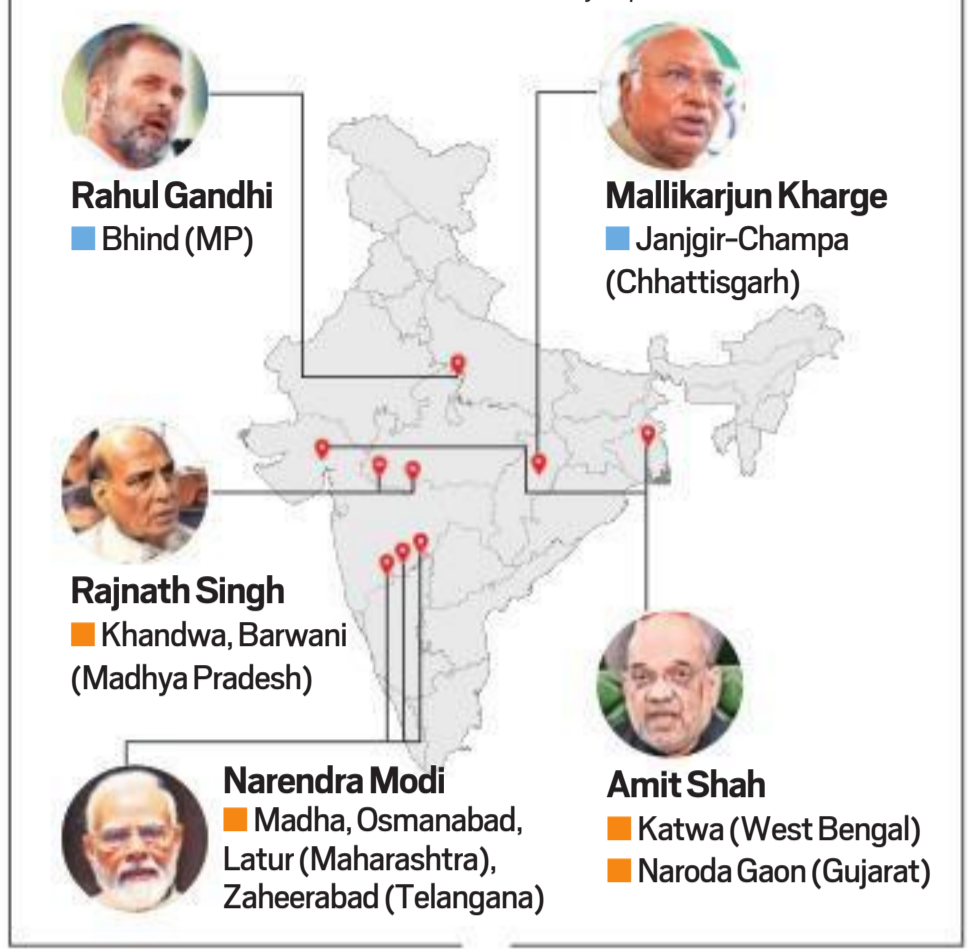 Rahul Gandhi
Bhind (MP)
Mallikarjun Kharge
Janjgir-Champa
(Chhattisgarh)
Rajnath Singh
Khandwa, Barwani
(Madhya Pradesh)
Narendra Modi
Madha, Osmanabad,
Latur (Maharashtra),
Zaheerabad (Telangana)
Amit Shah
Katwa (West Bengal)
Naroda Gaon (Gujarat)